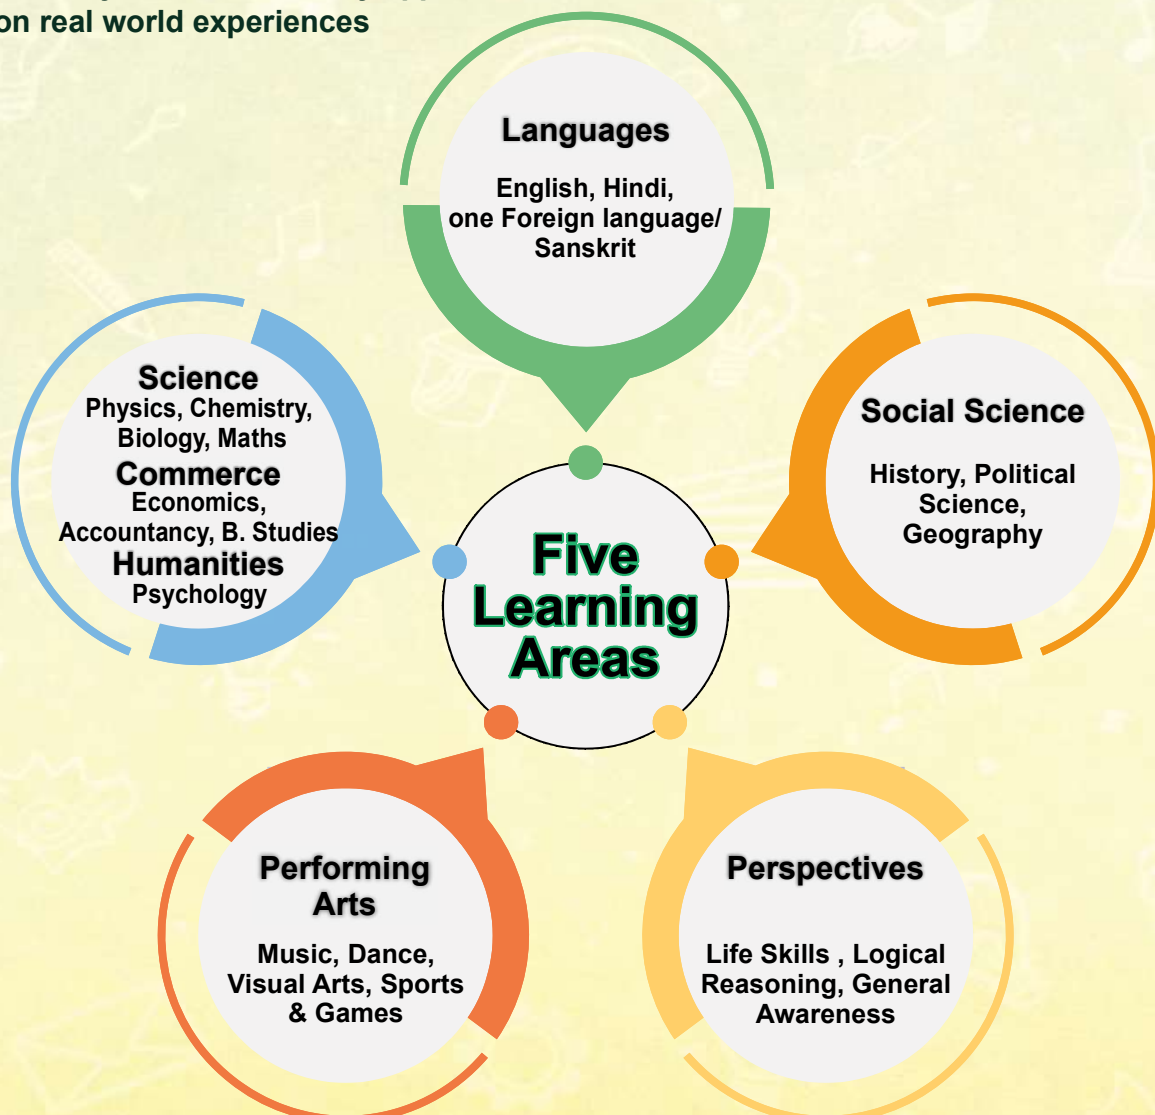 on real world experiences
Languages
English, Hindi,
one Foreign language/
Sanskrit
Science
Physics, Chemistry,
Biology, Maths
Commerce
Economics,
Accountancy, B. Studies
Humanities
Psychology
Social Science
History, Political
Science,
Geography
Five
Learning
Areas
Performing
Arts
Music, Dance,
Visual Arts, Sports
& Games
Perspectives
Life Skills , Logical
Reasoning, General
Awareness